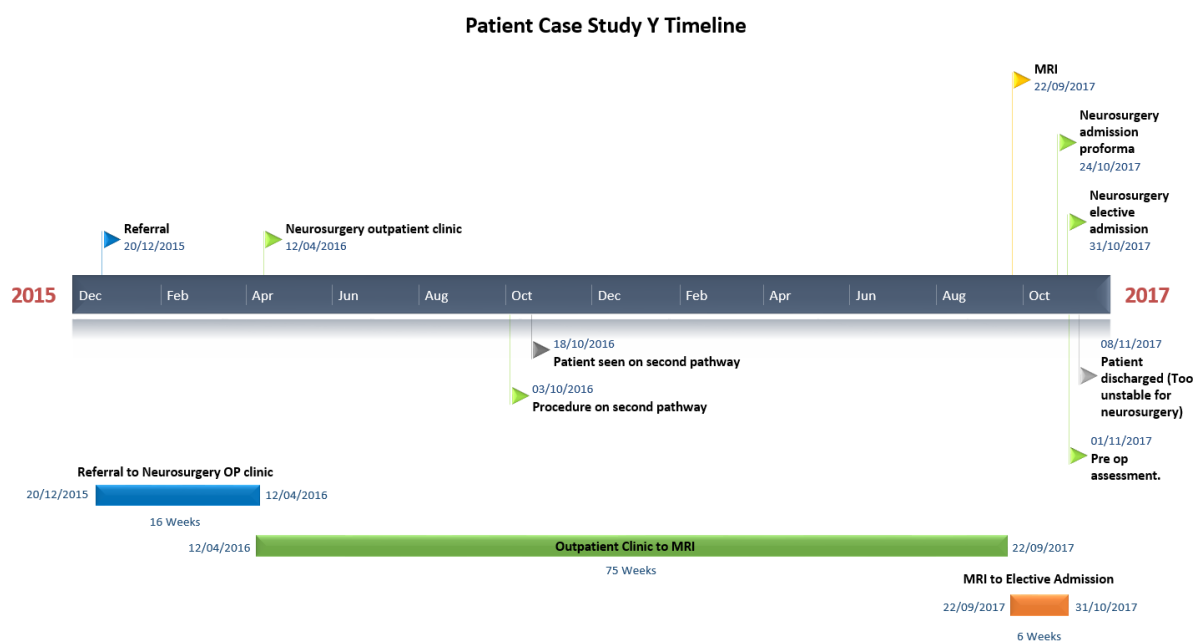 Patient Case Study Y Timeline
MRI
22/09/2017
Neurosurgery
admission
proforma
24/10/2017
Neurosurgery
elective
admission
31/10/2017
Referral
20/12/2015
Neurosurgery outpatient clinic
12/04/2016
2015 Dec Feb Apr Jun Aug Oct Dec Feb Apr Jun Aug Oct 2017
18/10/2016
Patient seen on second pathway
03/10/2016
Procedure on second pathway
08/11/2017
Patient
discharged (Too
unstable for
neurosurgery)
01/11/2017
Pre op
assessment.
Referral to Neurosurgery OP clinic
20/12/2015 12/04/2016
16 Weeks
12/04/2016 Outpatient Clinic to MRI 22/09/2017
75 Weeks
MRI to Elective Admission
22/09/2017 31/10/2017
6 Weeks